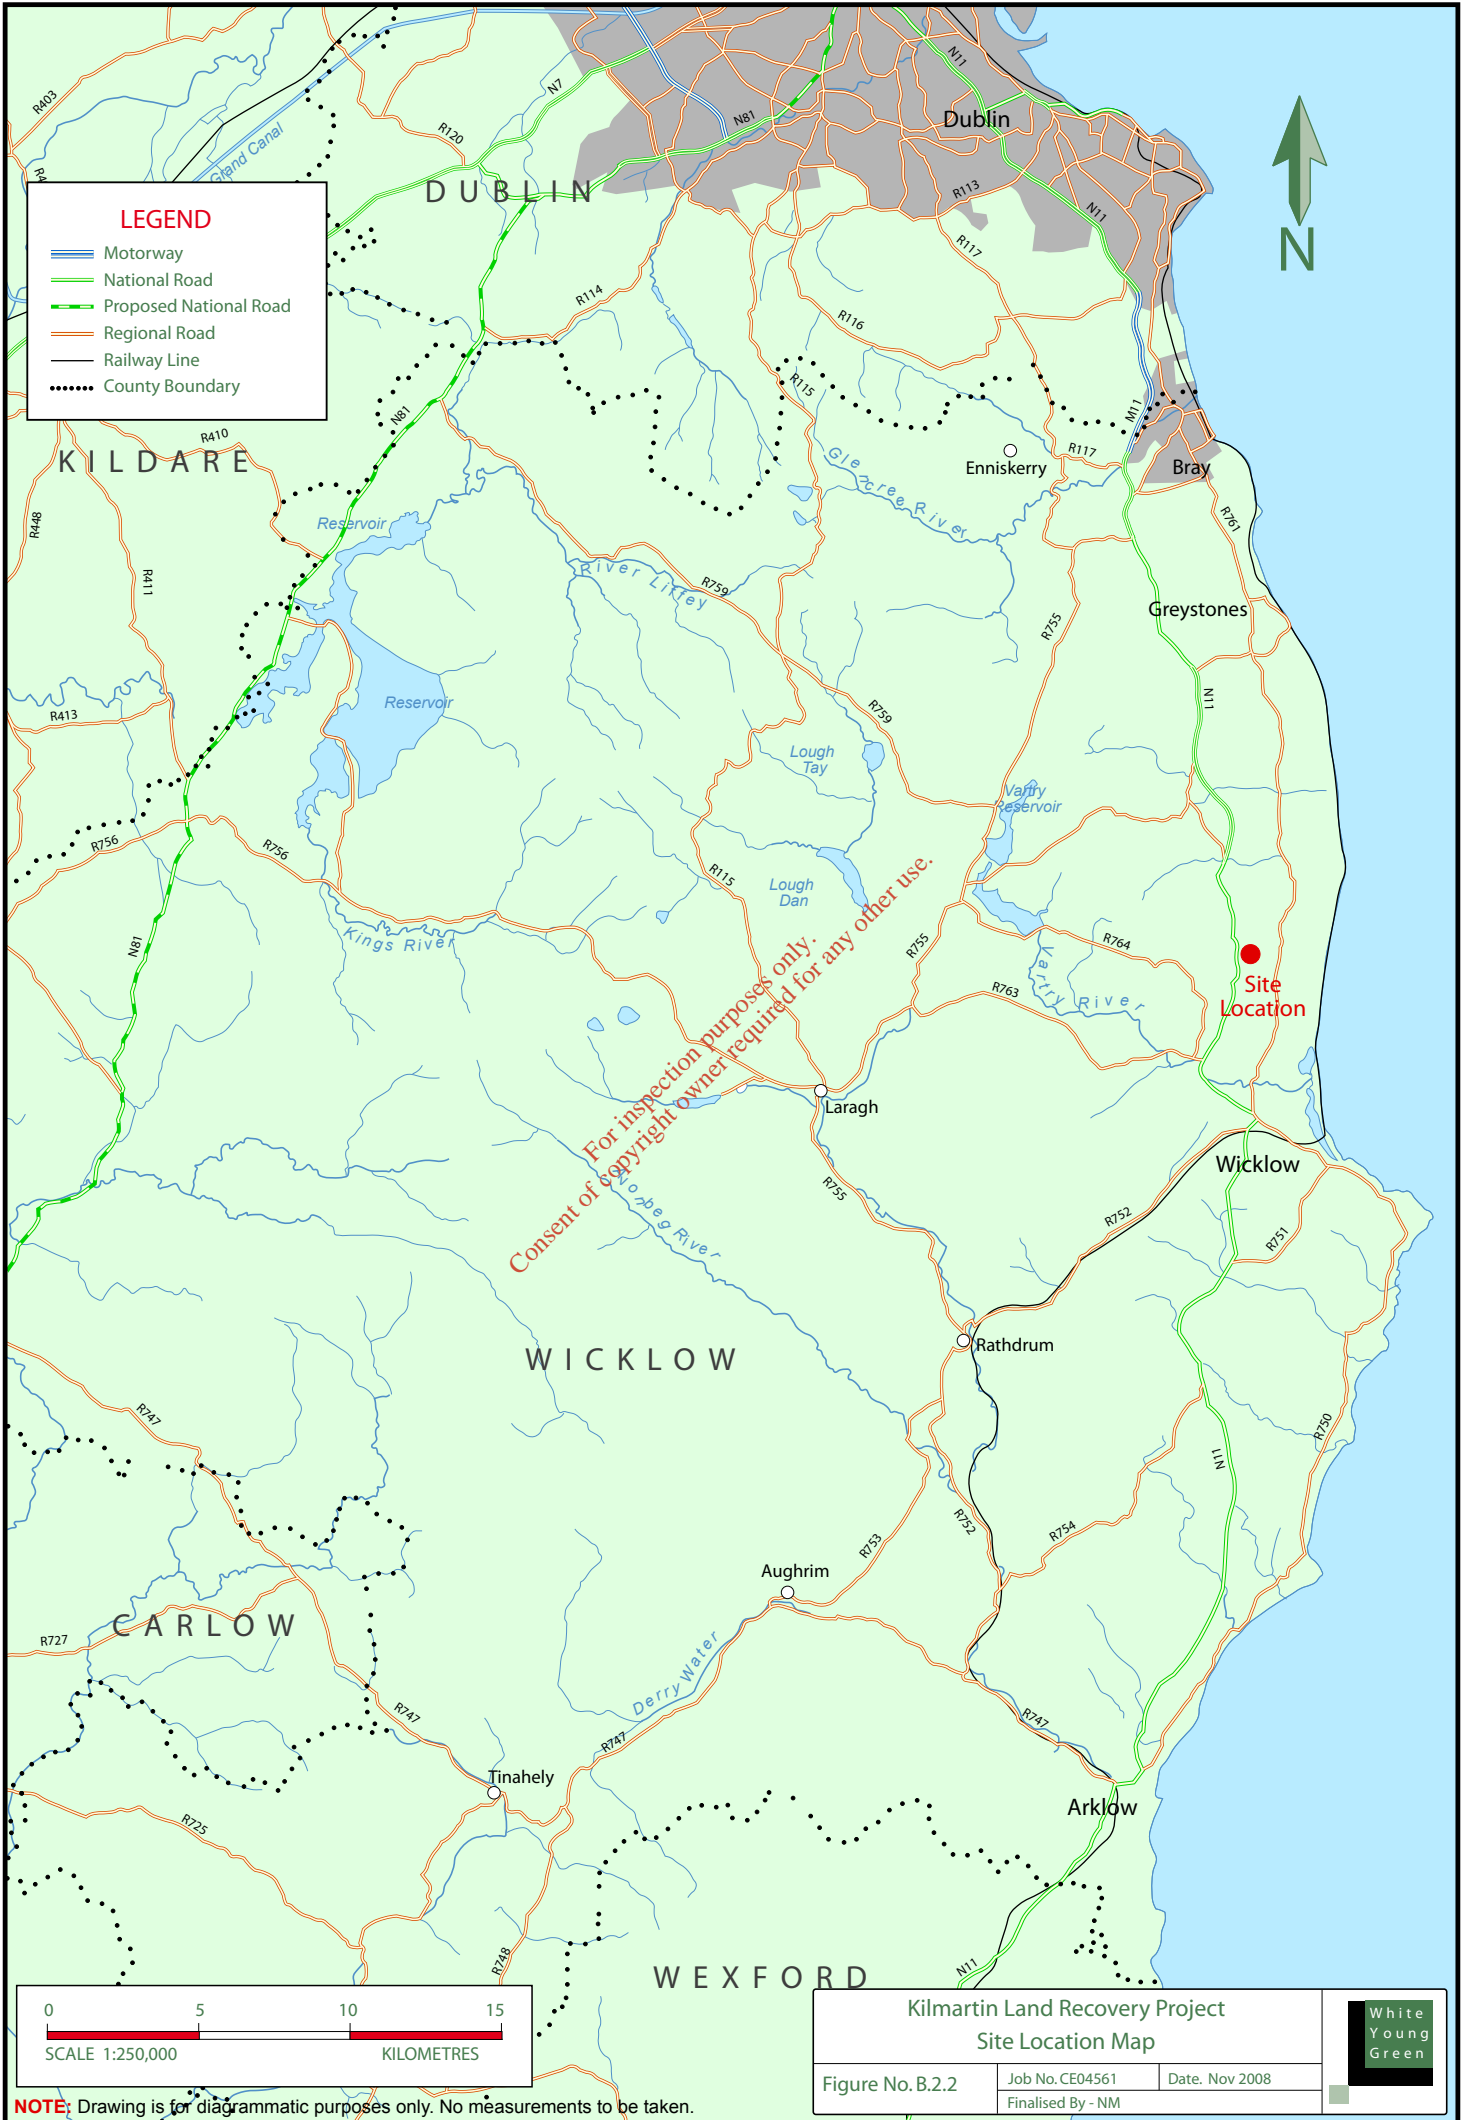 R403
Grand Canal
R120
N7
N81
N11
Dublin
DUBLIN
R113
N11
R117
N
LEGEND
Motorway
National Road
Proposed National Road
Regional Road
Railway Line
County Boundary
R114
R116
R115
M11
N81
R410
KILDARE
R117
Enniskerry
Bray
Glencree River
R448
Reservoir
R761
R411
River Liffey
R759
Greystones
R755
Reservoir
R413
R759
N11
Lough
Tay
Vartry
Reservoir
R756
R756
R115
Lough
Dan
Kings River
N81
R755
R764
Vartry River
Site
Location
R763
For inspection purposes only.
Consent of copyright owner required for any other use.
Laragh
Wicklow
R755
R752
R751
River
WICKLOW
Rathdrum
R747
R750
N11
R752
R754
R753
Aughrim
CARLOW
R727
Derry Water
R747
R747
R747
Tinahely
Arklow
R725
R748
WEXFORD
N11
0 5 10 15
SCALE 1:250,000 KILOMETRES
NOTE: Drawing is for diagrammatic purposes only. No measurements to be taken.
Kilmartin Land Recovery Project
Site Location Map
Figure No. B.2.2
Job No. CE04561
Date. Nov 2008
Finalised By - NM
White
Young
Green